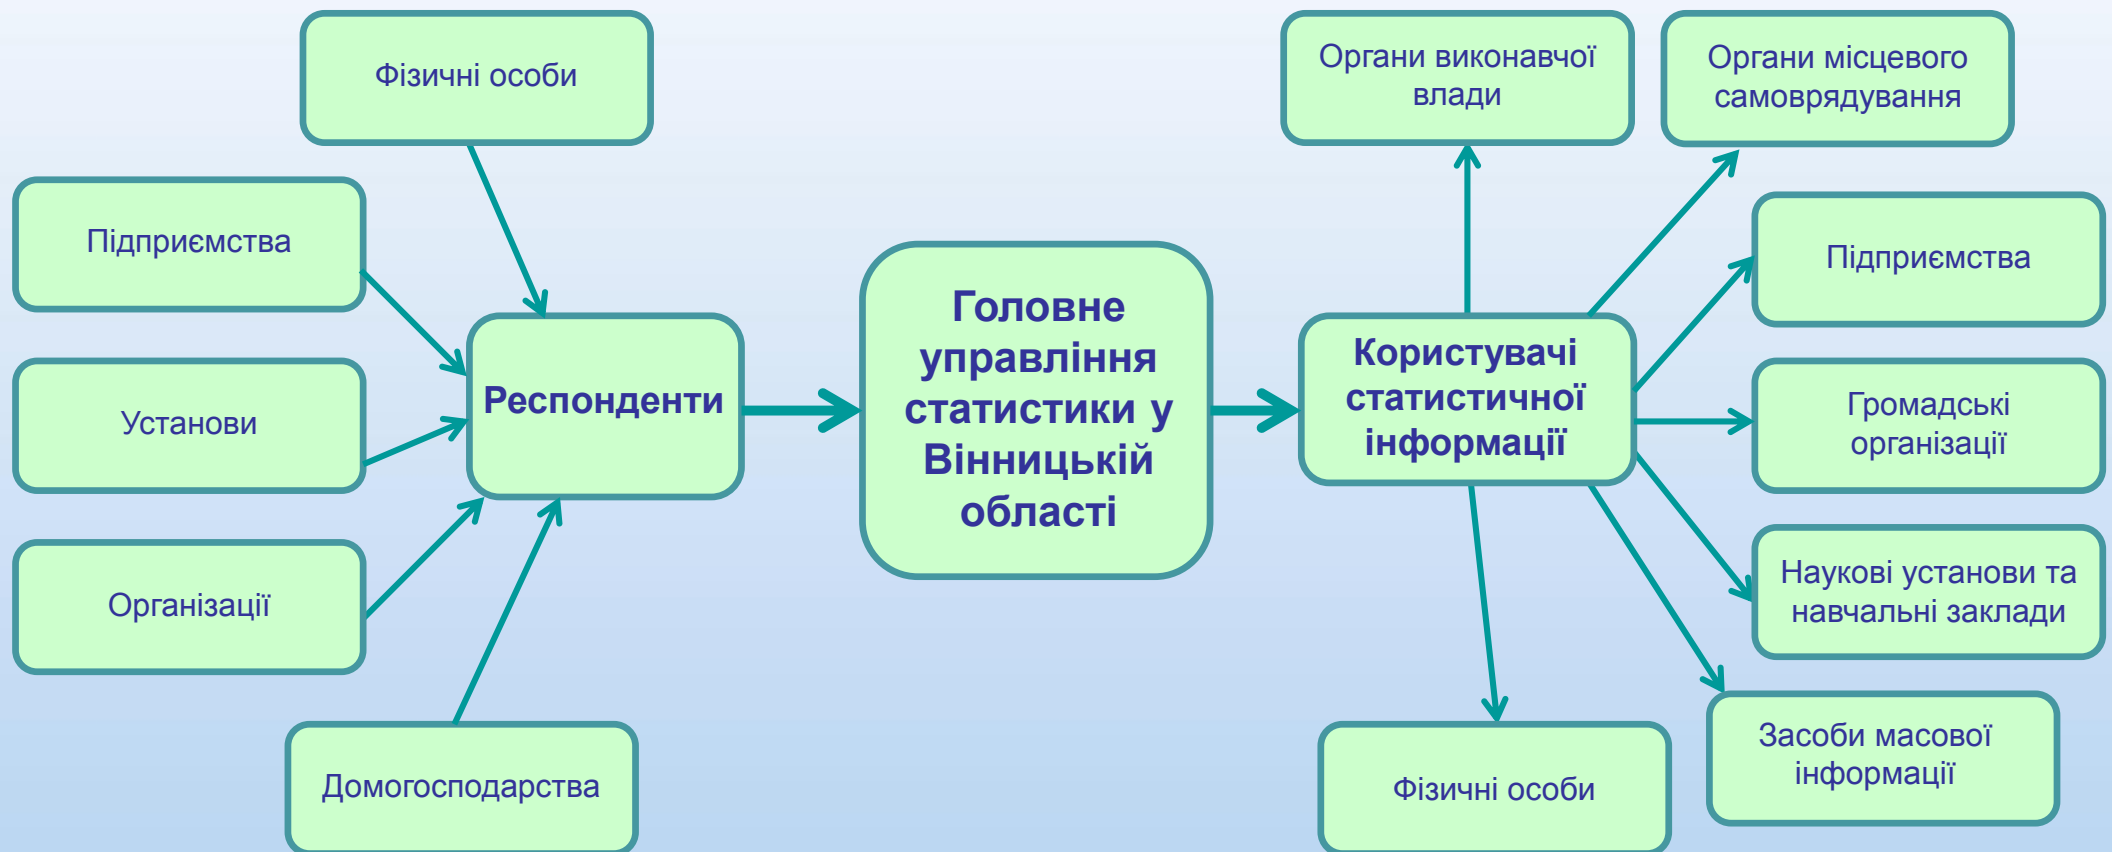 Фізичні особи
Підприємства
Установи
Організації
Домогосподарства
Респонденти
Головне
управління
статистики у
Вінницькій
області
Користувачі
статистичної
інформації
Органи виконавчої
влади
Органи місцевого
самоврядування
Підприємства
Громадські
організації
Наукові установи та
навчальні заклади
Засоби масової
інформації
Фізичні особи